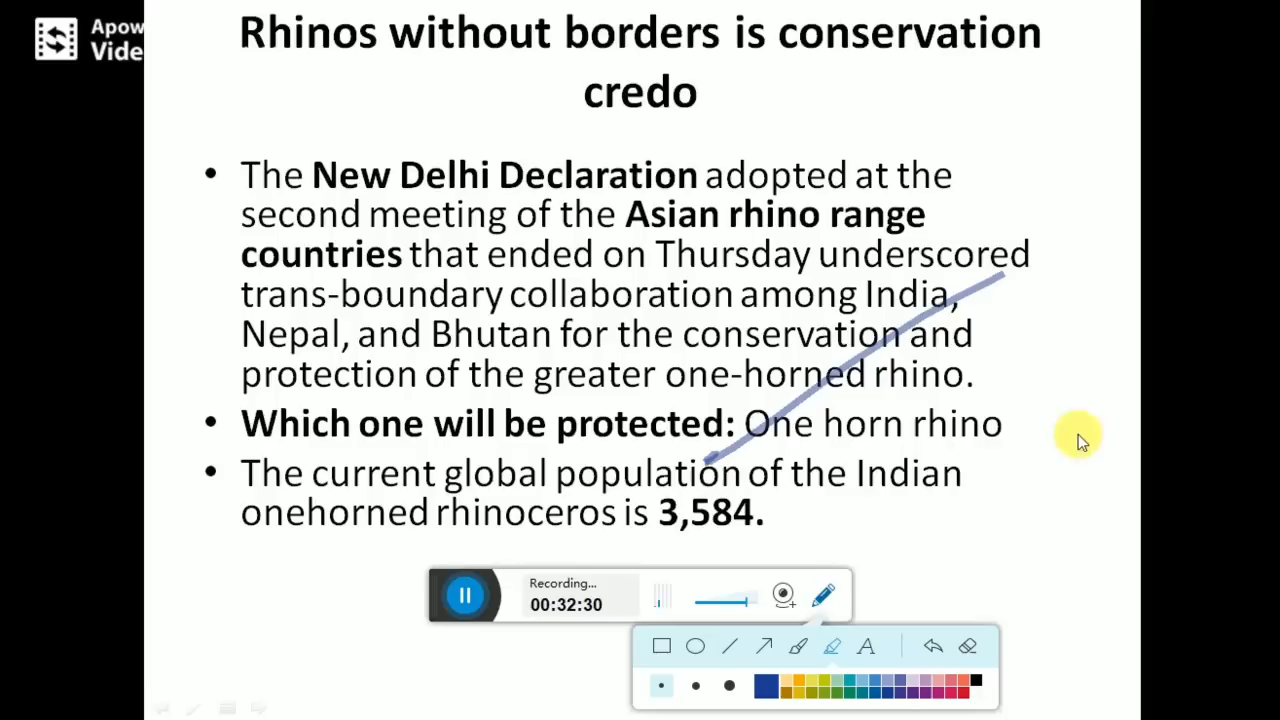 Apow
Vide
Rhinos without borders is conservation
credo
• The New Delhi Declaration adopted at the
second meeting of the Asian rhino range
countries that ended on Thursday underscored
trans-boundary collaboration among India,
Nepal, and Bhutan for the conservation and
protection of the greater one-horned rhino.
• Which one will be protected: One horn rhino
• The current global population of the Indian
onehorned rhinoceros is 3,584.
Recording...
00:32:30
A